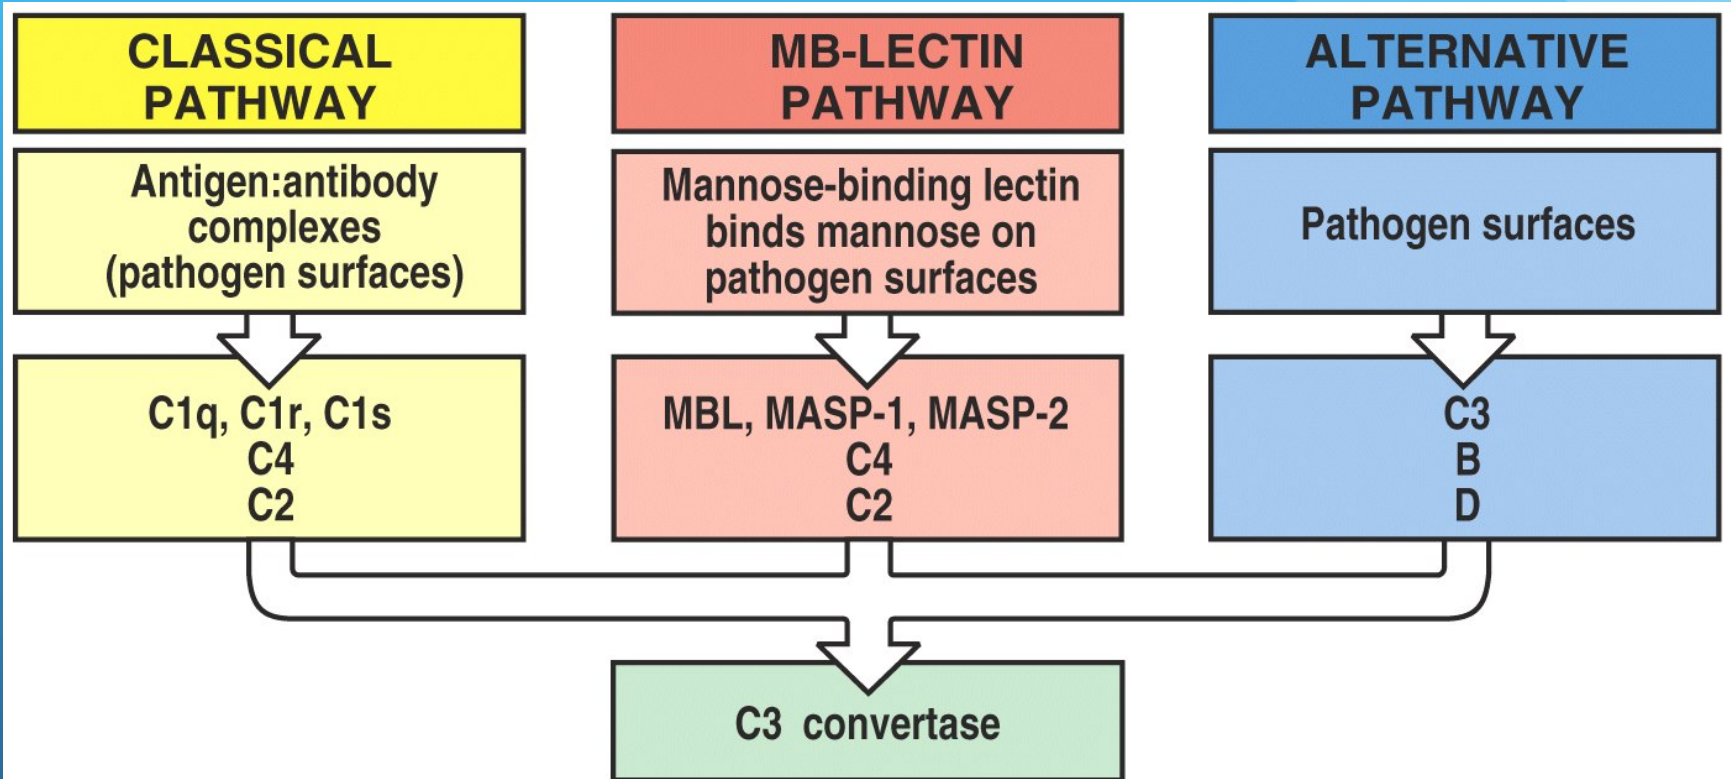 CLASSICAL
PATHWAY
Antigen:antibody
complexes
(pathogen surfaces)
C1q, C1r, C1s
C4
C2
MB-LECTIN
PATHWAY
Mannose-binding lectin
binds mannose on
pathogen surfaces
MBL, MASP-1, MASP-2
C4
C2
ALTERNATIVE
PATHWAY
Pathogen surfaces
C3
B
D
C3 convertase